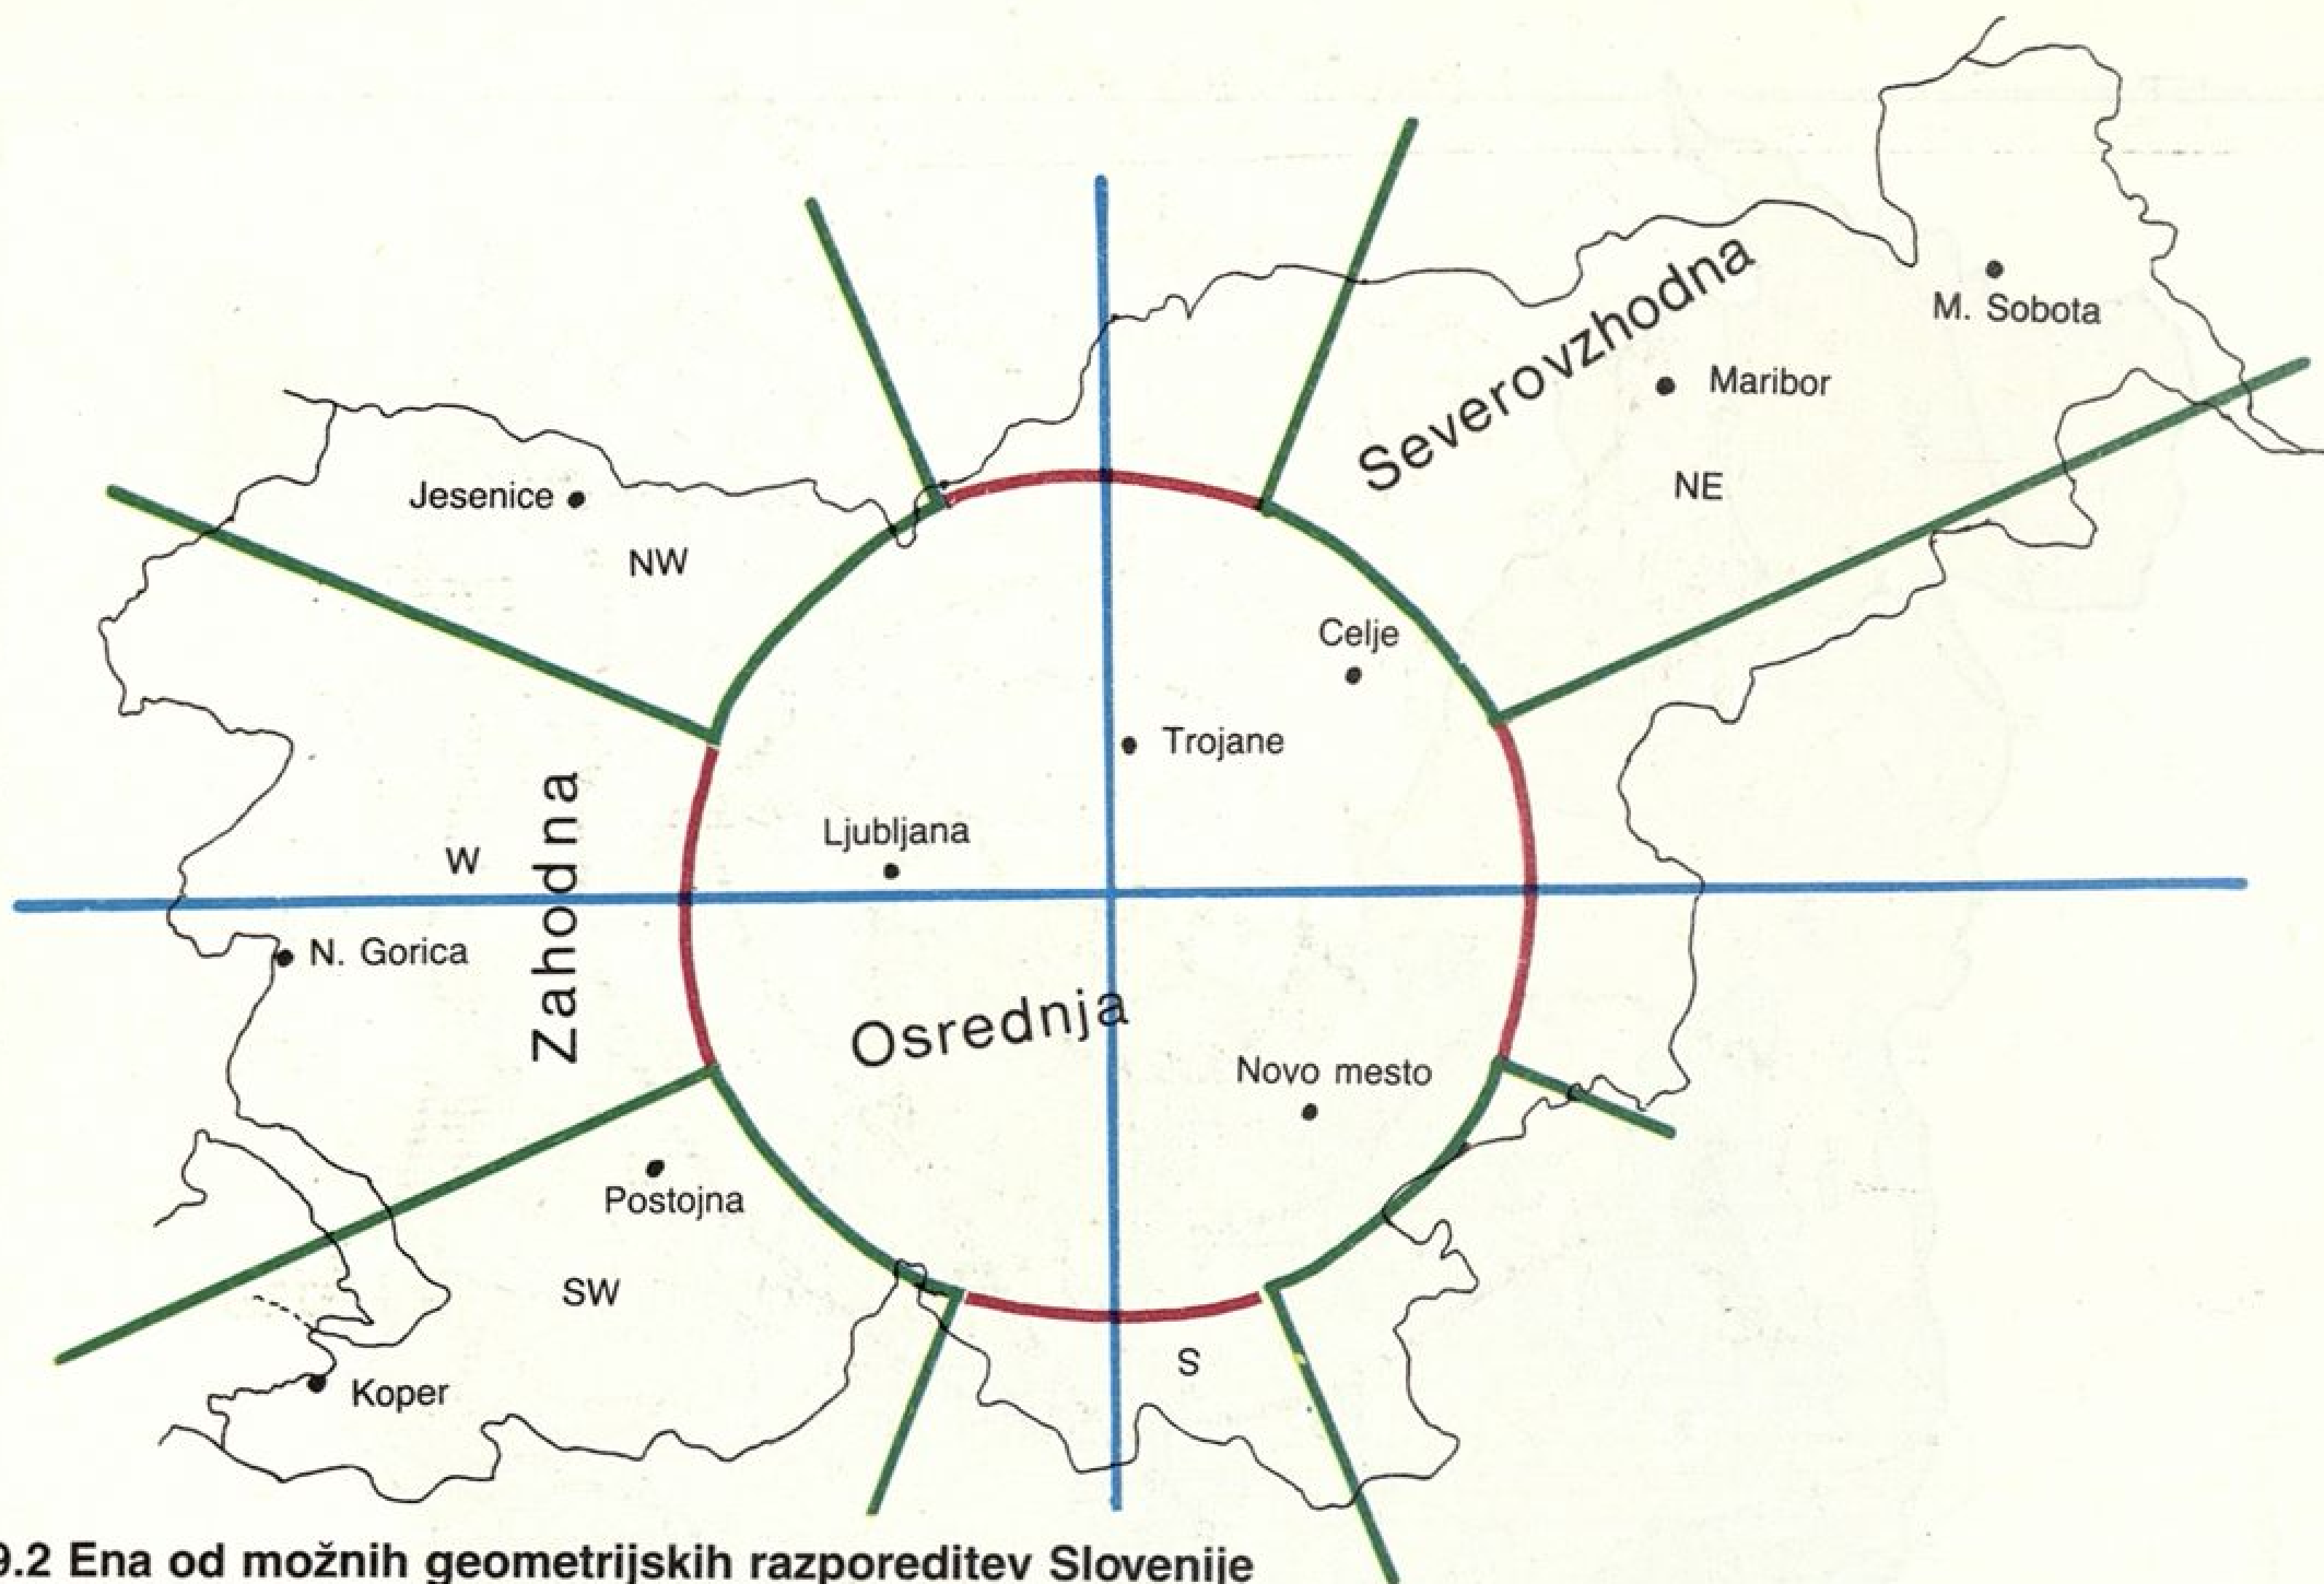 M. Sobota
Severovzhodna
Maribor
NE
Jesenice
NW
Celje
Trojane
Ljubljana
W
Zahodna
N. Gorica
Osrednja
Novo mesto
Postojna
SW
S
Koper
9.2 Ena od možnih geometrijskih razporeditev Slovenije